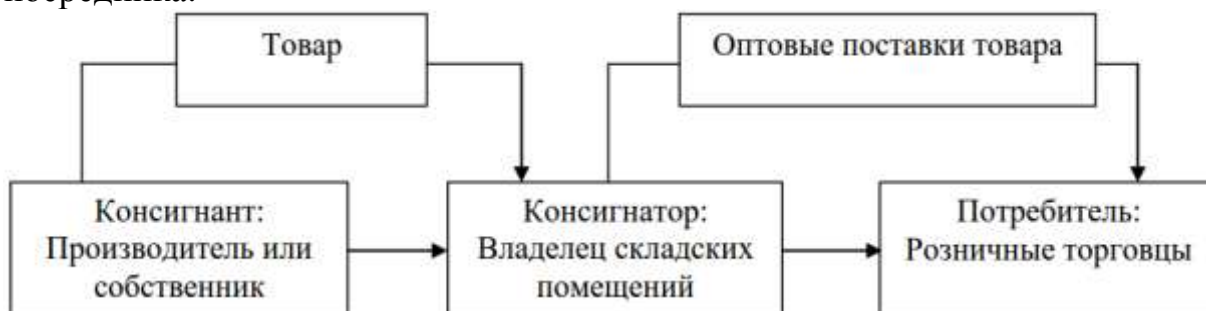 Товар
Оптовые поставки товара
Консигнант:
Производитель или
собственник
Консигнатор:
Владелец складских
помещений
Потребитель:
Розничные торговцы